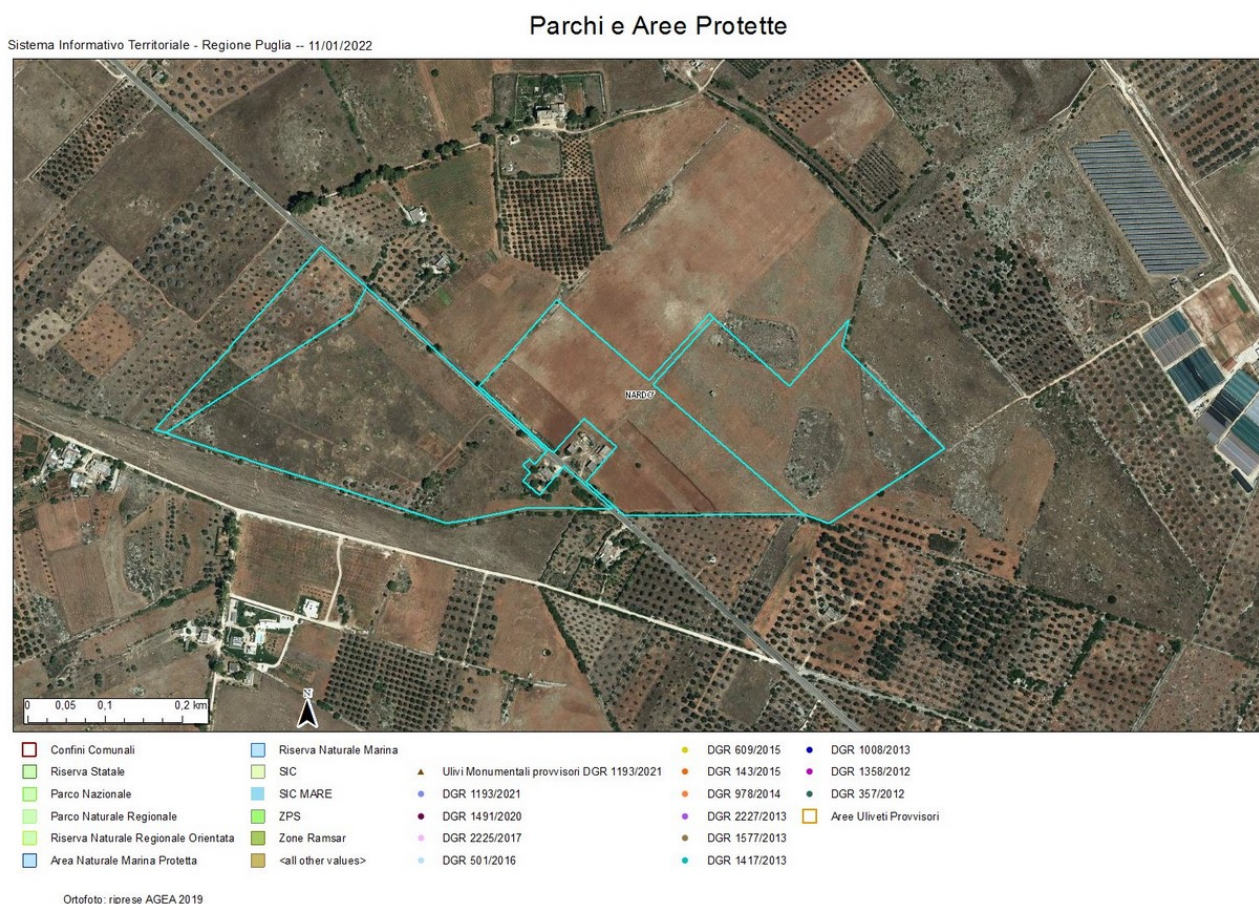 Parchi e Aree Protette
Sistema Informativo Territoriale - Regione Puglia -- 11/01/2022
NARDO'
0 0,05 0,1 0,2 km
N
Confini Comunali
Riserva Statale
Parco Nazionale
Parco Naturale Regionale
Riserva Naturale Regionale Orientata
Area Naturale Marina Protetta
Riserva Naturale Marina
SIC
SIC MARE
ZPS
Zone Ramsar
<all other values>
Ulivi Monumentali provvisori DGR 1193/2021
DGR 1193/2021
DGR 1491/2020
DGR 2225/2017
DGR 501/2016
DGR 609/2015
DGR 143/2015
DGR 978/2014
DGR 2227/2013
DGR 1577/2013
DGR 1417/2013
DGR 1008/2013
DGR 1358/2012
DGR 357/2012
Aree Uliveti Provvisori
Ortofoto: riprese AGEA 2019